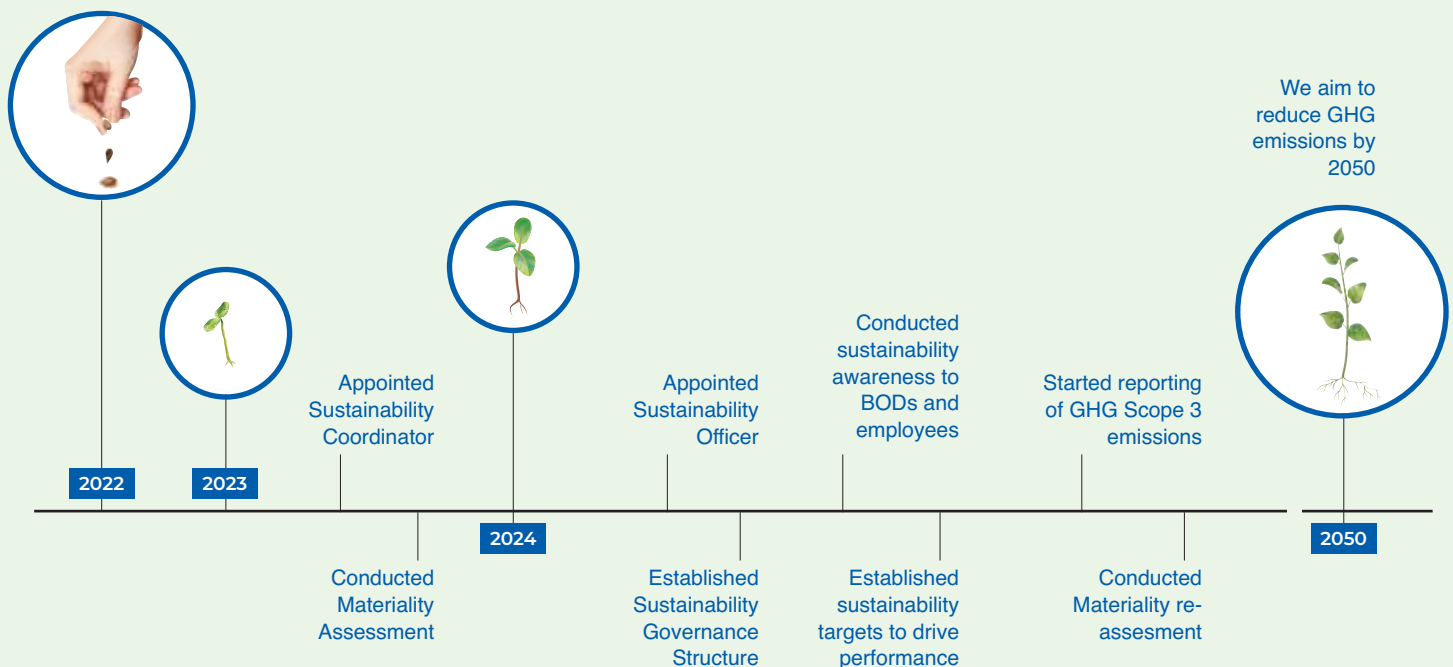 2022
2023
Appointed
Sustainability
Coordinator
Conducted
Materiality
Assessment
2024
Appointed
Sustainability
Officer
Established
Sustainability
Governance
Structure
Conducted
sustainability
awareness to
BODs and
employees
Established
sustainability
targets to drive
performance
Started reporting
of GHG Scope 3
emissions
Conducted
Materiality re-
assesment
We aim to
reduce GHG
emissions by
2050
2050